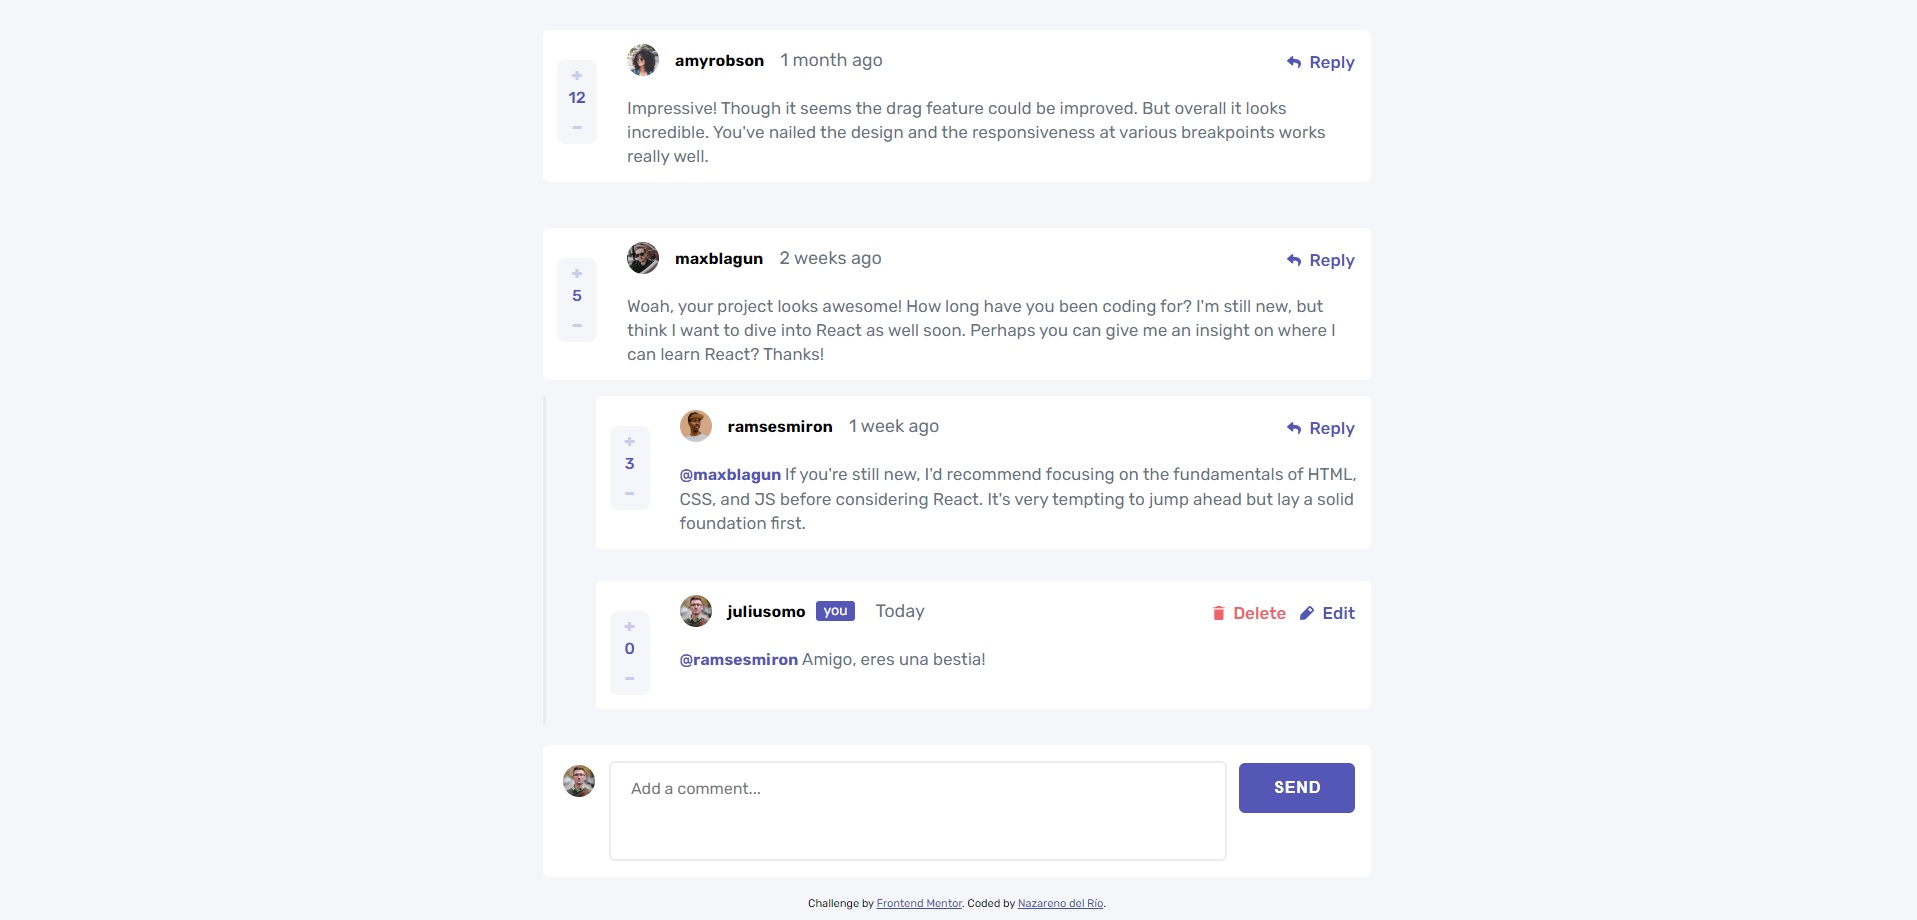 amyrobson 1 month ago Reply
+
12
Impressive! Though it seems the drag feature could be improved. But overall it looks
incredible. You've nailed the design and the responsiveness at various breakpoints works
really well.
−
maxblagun 2 weeks ago Reply
+
5
Woah, your project looks awesome! How long have you been coding for? I'm still new, but
think I want to dive into React as well soon. Perhaps you can give me an insight on where I
can learn React? Thanks!
−
ramsesmiron 1 week ago Reply
+
3
@maxblagun If you're still new, I'd recommend focusing on the fundamentals of HTML,
CSS, and JS before considering React. It's very tempting to jump ahead but lay a solid
foundation first.
−
juliusomo you Today Delete Edit
+
0
@ramsesmiron Amigo, eres una bestia!
−
Add a comment... SEND
Challenge by Frontend Mentor. Coded by Nazareno del Río.